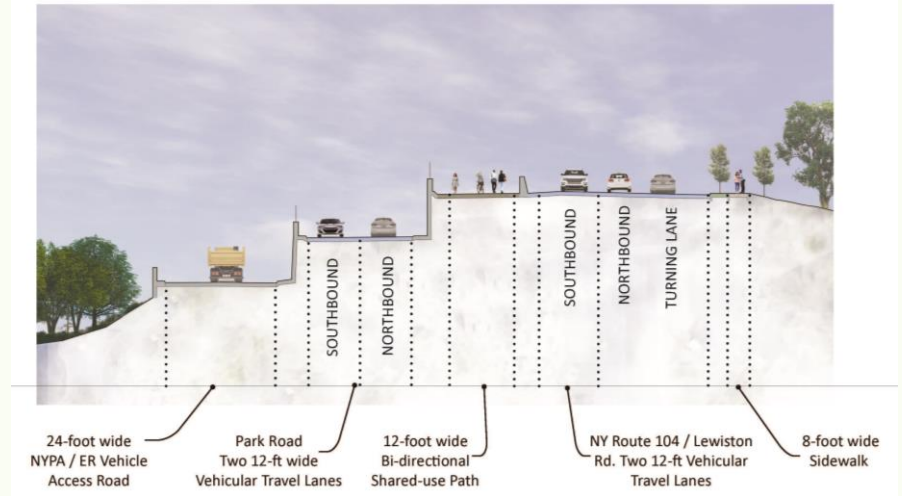 SOUTHBOUND
NORTHBOUND
SOUTHBOUND
NORTHBOUND
TURNING LANE
24-foot wide
NYPA / ER Vehicle
Access Road
Park Road
Two 12-ft wide
Vehicular Travel Lanes
12-foot wide
Bi-directional
Shared-use Path
NY Route 104 / Lewiston
Rd. Two 12-ft Vehicular
Travel Lanes
8-foot wide
Sidewalk